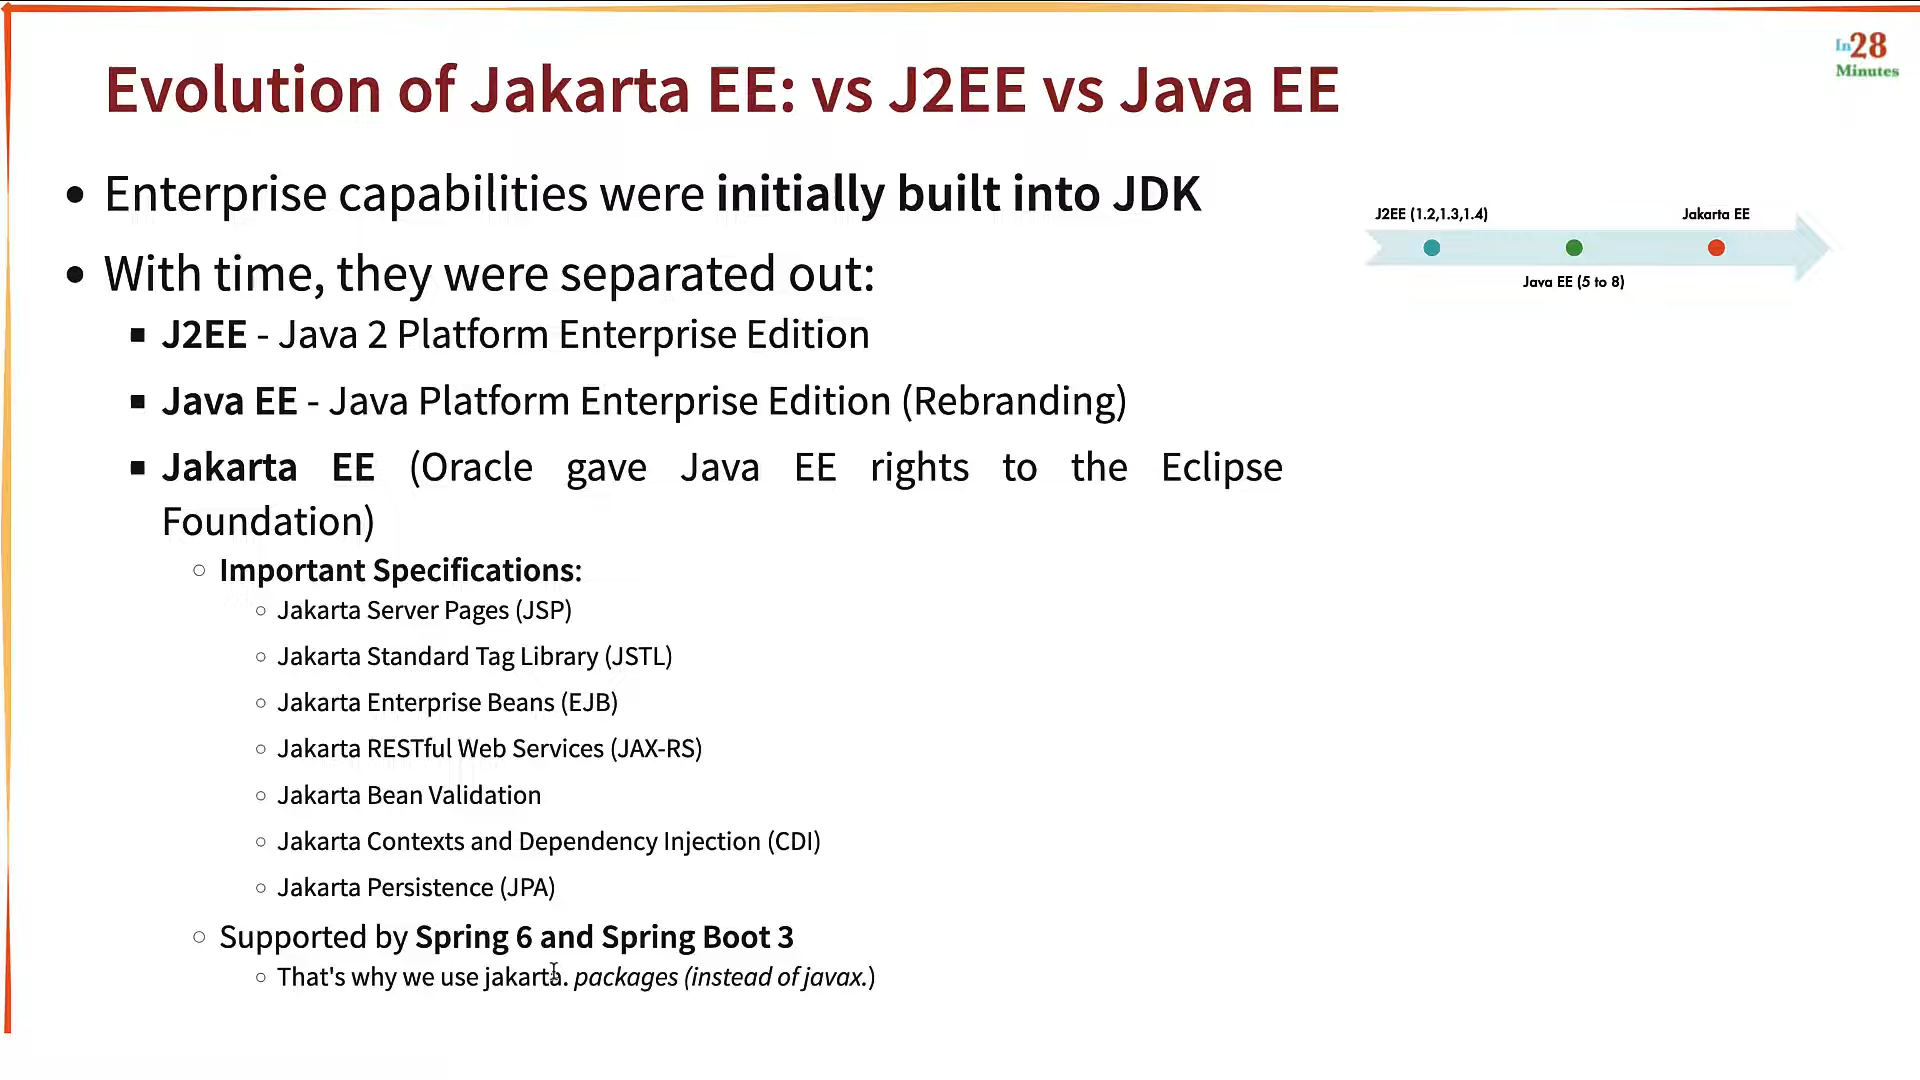 In28
Minutes
Evolution of Jakarta EE: vs J2EE vs Java EE
• Enterprise capabilities were initially built into JDK
• With time, they were separated out:
▪ J2EE - Java 2 Platform Enterprise Edition
▪ Java EE - Java Platform Enterprise Edition (Rebranding)
▪ Jakarta EE (Oracle gave Java EE rights to the Eclipse
Foundation)
○ Important Specifications:
○ Jakarta Server Pages (JSP)
○ Jakarta Standard Tag Library (JSTL)
○ Jakarta Enterprise Beans (EJB)
○ Jakarta RESTful Web Services (JAX-RS)
○ Jakarta Bean Validation
○ Jakarta Contexts and Dependency Injection (CDI)
○ Jakarta Persistence (JPA)
○ Supported by Spring 6 and Spring Boot 3
○ That's why we use jakarta. packages (instead of javax.)
J2EE (1.2,1.3,1.4)
Jakarta EE
Java EE (5 to 8)